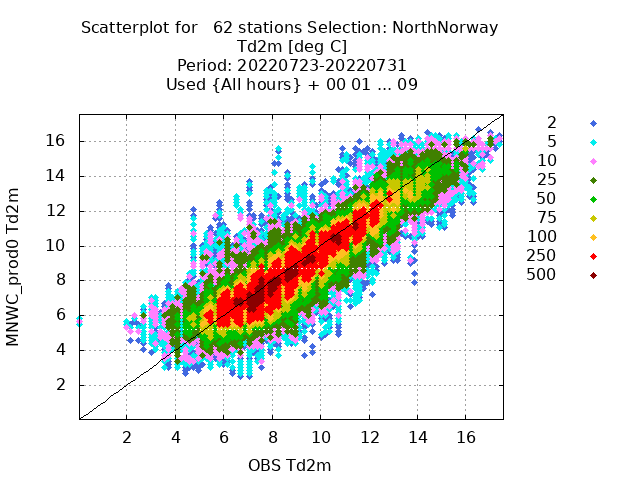 Scatterplot for   62 stations Selection: NorthNorway
Td2m [deg C]
Period: 20220723-20220731
Used {All hours} + 00 01 ... 09
2
5
10
25
50
75
100
250
500
16
14
12
10
8
6
4
2
MNWC_prod0 Td2m
2 4 6 8 10 12 14 16
OBS Td2m